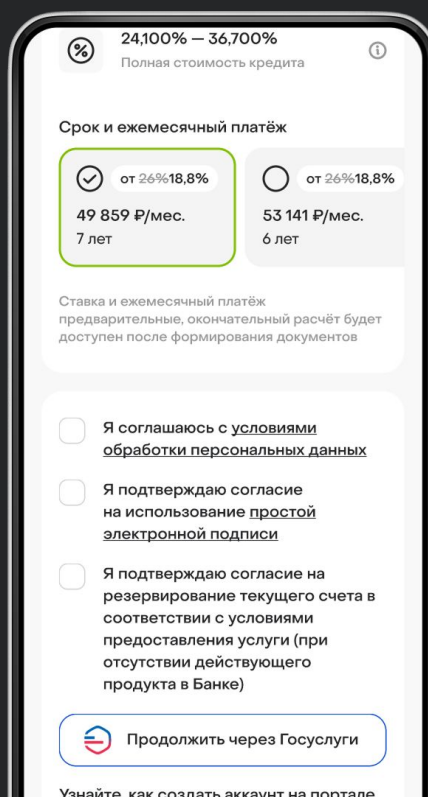 24,100% — 36,700%
Полная стоимость кредита
Срок и ежемесячный платёж
от 26%18,8%
49 859 ₽/мес.
7 лет
от 26%18,8%
53 141 ₽/мес.
6 лет
Ставка и ежемесячный платёж
предварительные, окончательный расчёт будет
доступен после формирования документов
Я соглашаюсь с условиями
обработки персональных данных
Я подтверждаю согласие
на использование простой
электронной подписи
Я подтверждаю согласие на
резервирование текущего счета в
соответствии с условиями
предоставления услуги (при
отсутствии действующего
продукта в Банке)
Продолжить через Госуслуги
Узнайте, как создать аккаунт на портале